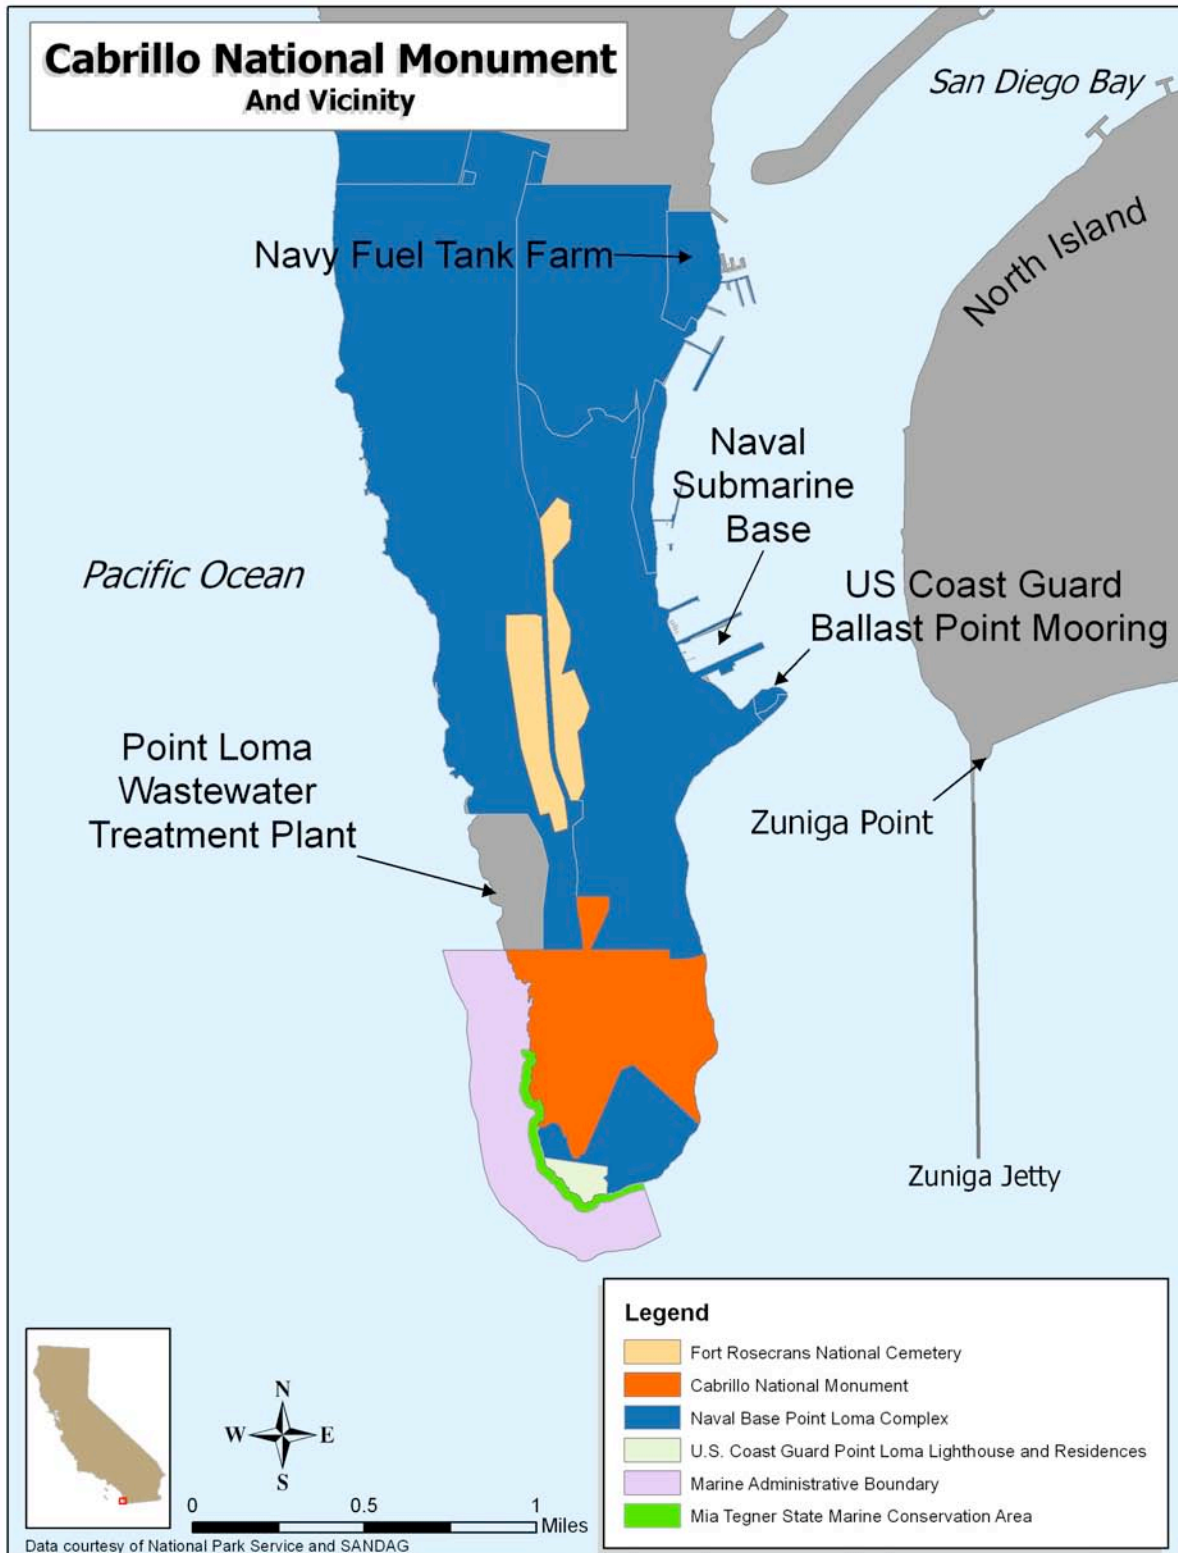 Cabrillo National Monument
And Vicinity
San Diego Bay
North Island
Navy Fuel Tank Farm
Naval
Submarine
Base
Pacific Ocean
US Coast Guard
Ballast Point Mooring
Point Loma
Wastewater
Treatment Plant
Zuniga Point
Zuniga Jetty
Legend
Fort Rosecrans National Cemetery
Cabrillo National Monument
Naval Base Point Loma Complex
U.S. Coast Guard Point Loma Lighthouse and Residences
Marine Administrative Boundary
Mia Tegner State Marine Conservation Area
N
W E
S
0 0.5 1
Miles
Data courtesy of National Park Service and SANDAG